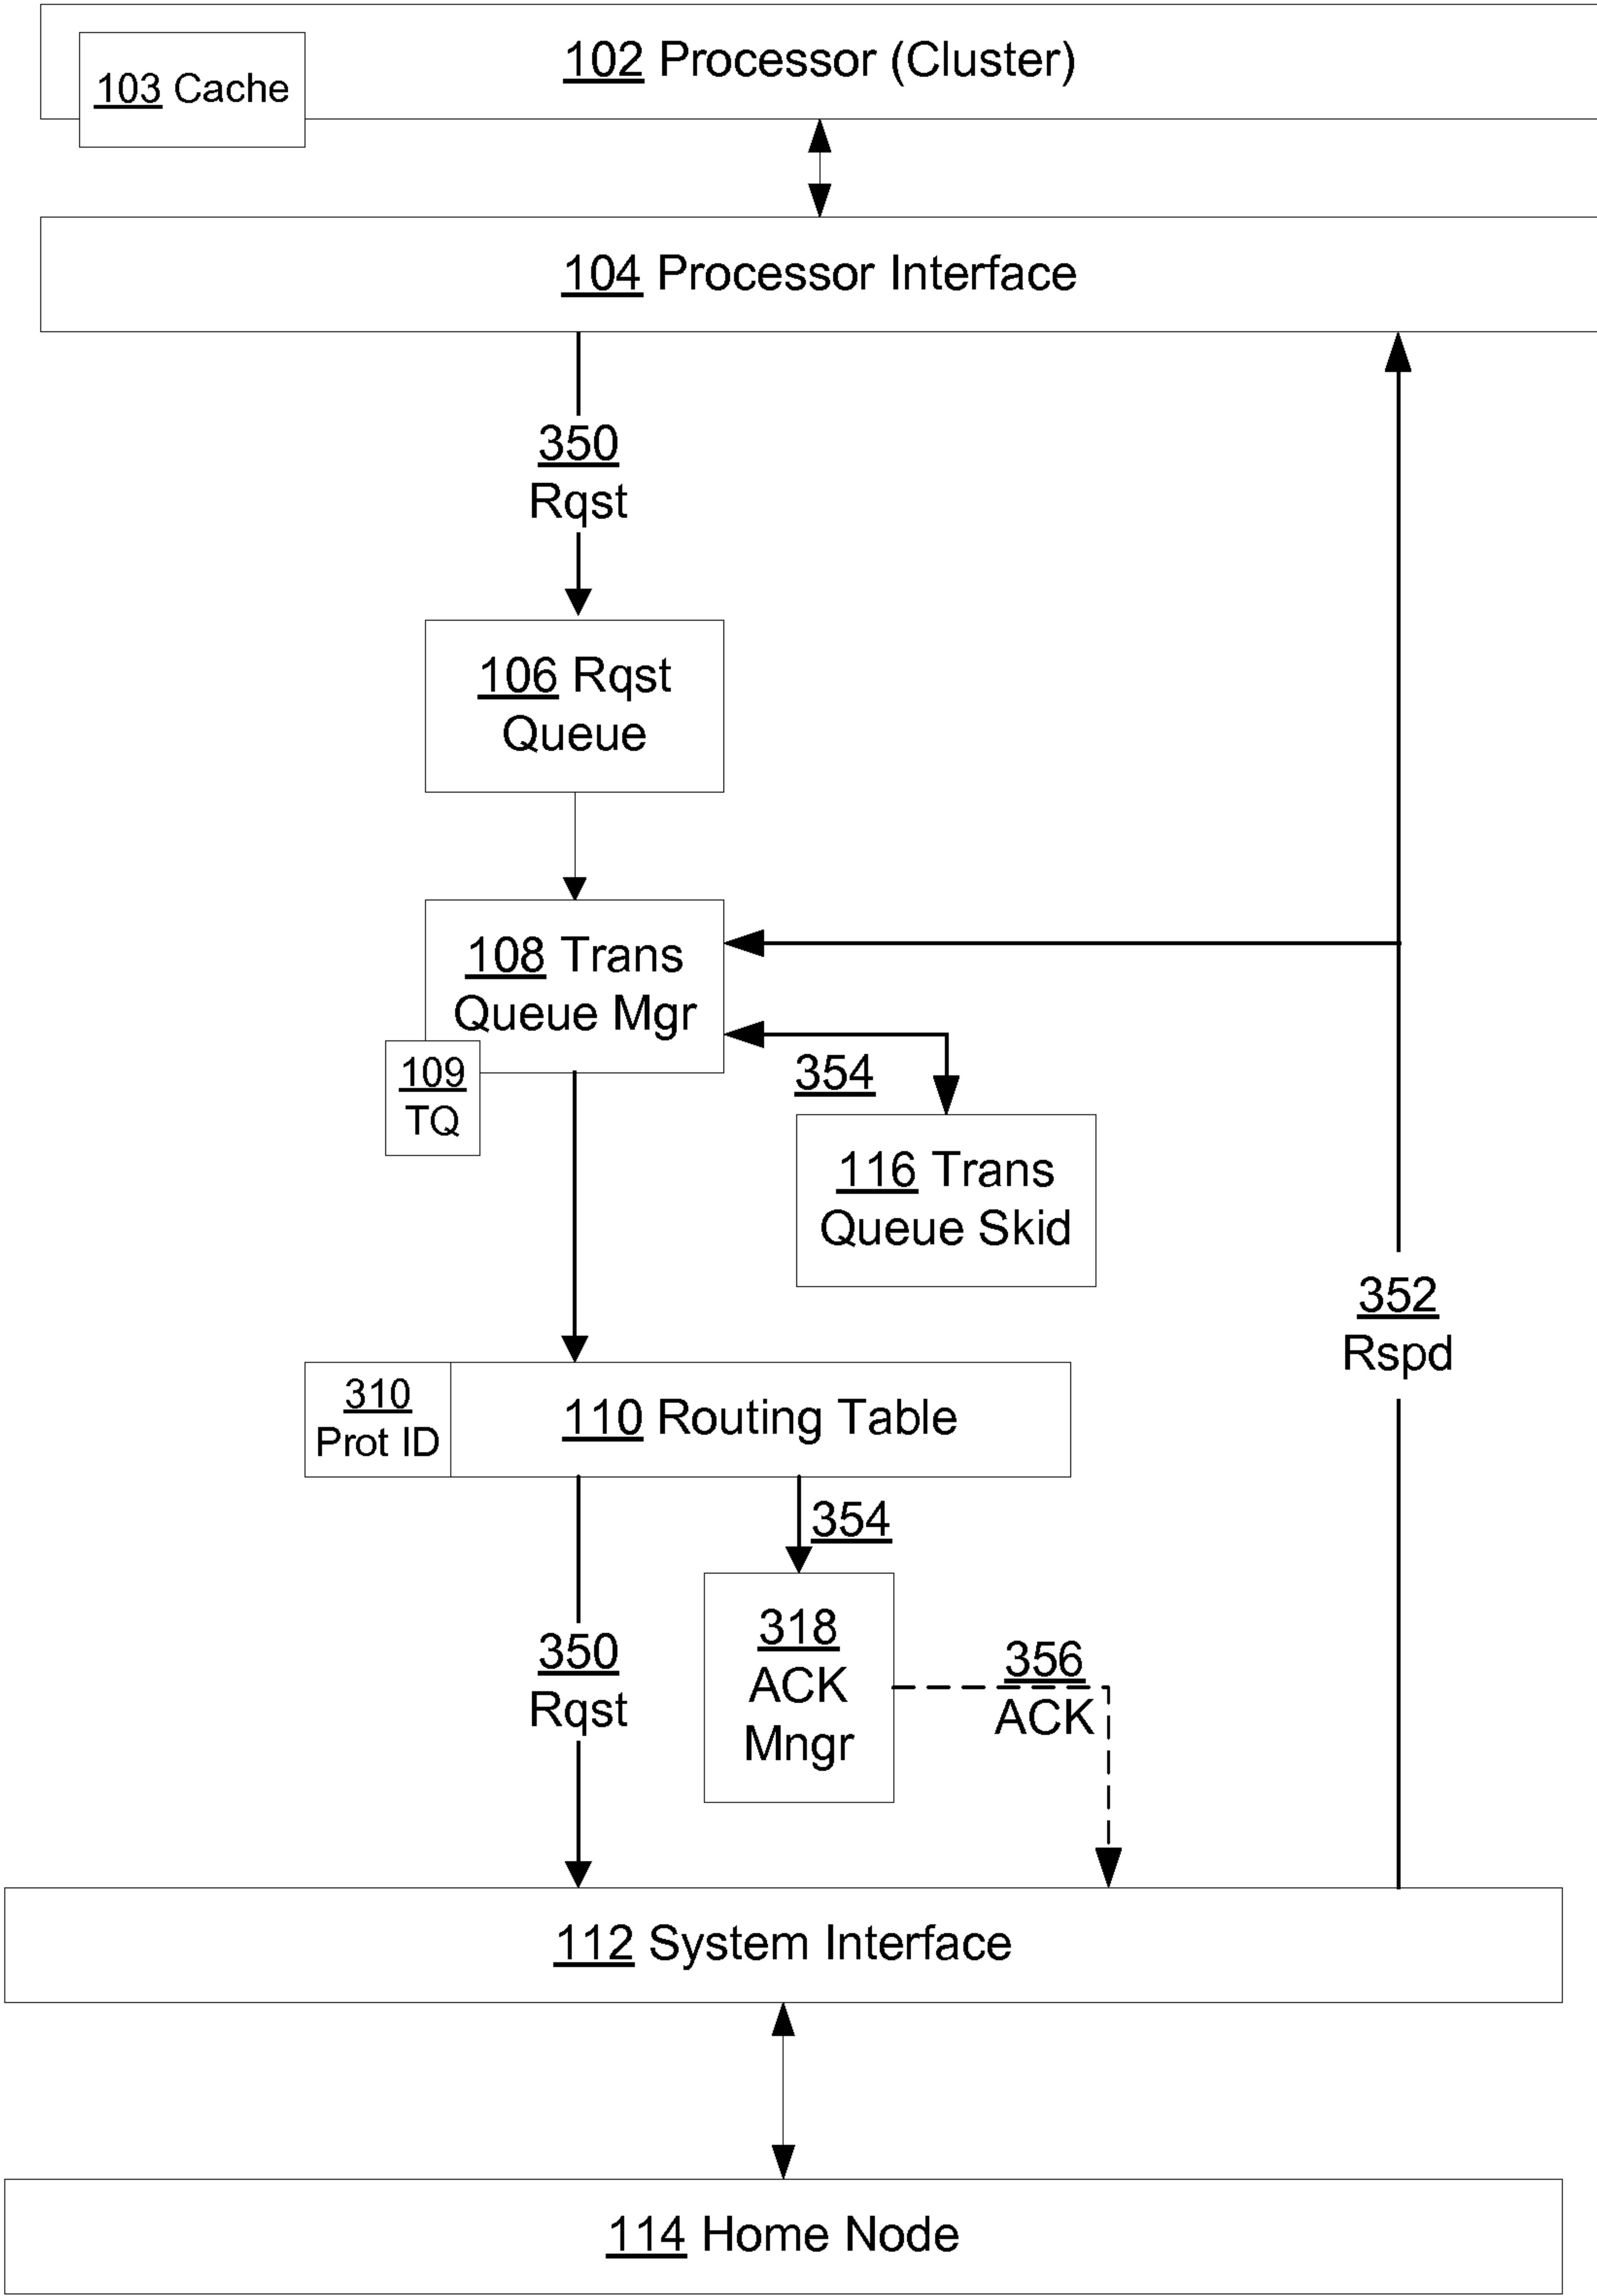 102 Processor (Cluster)
103 Cache
104 Processor Interface
350
Rqst
106 Rqst
Queue
108 Trans
Queue Mgr
109
TQ
354
116 Trans
Queue Skid
352
Rspd
310
Prot ID
110 Routing Table
354
350
Rqst
318
ACK
Mngr
356
ACK
112 System Interface
114 Home Node